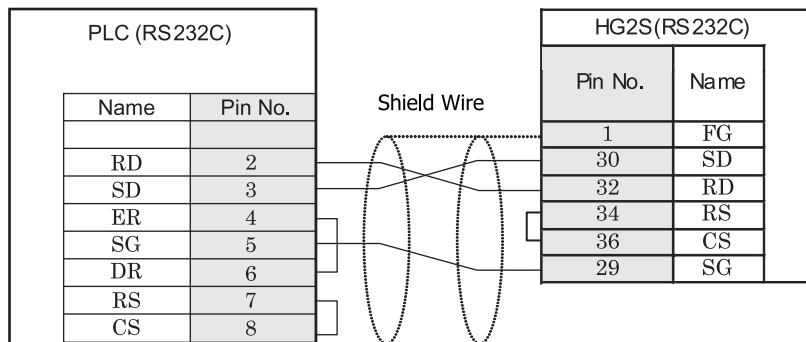 PLC (RS232C)
Name Pin No.
RD 2
SD 3
ER 4
SG 5
DR 6
RS 7
CS 8
Shield Wire
HG2S(RS232C)
Pin No. Name
1 FG
30 SD
32 RD
34 RS
36 CS
29 SG